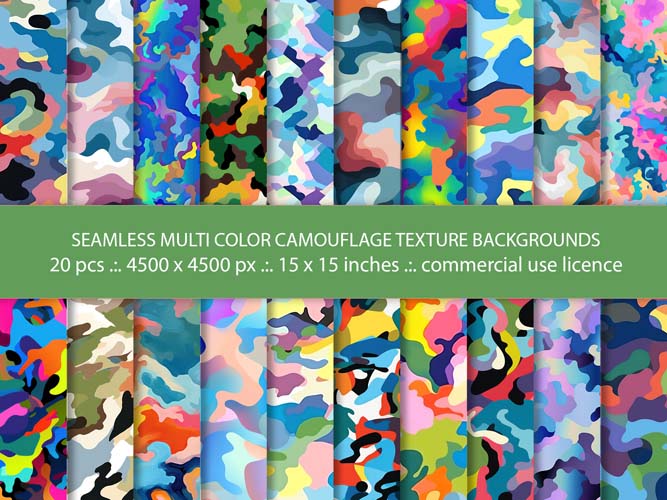 SEAMLESS MULTI COLOR CAMOUFLAGE TEXTURE BACKGROUNDS
20 pcs .:. 4500 x 4500 px .:. 15 x 15 inches .:. commercial use licence